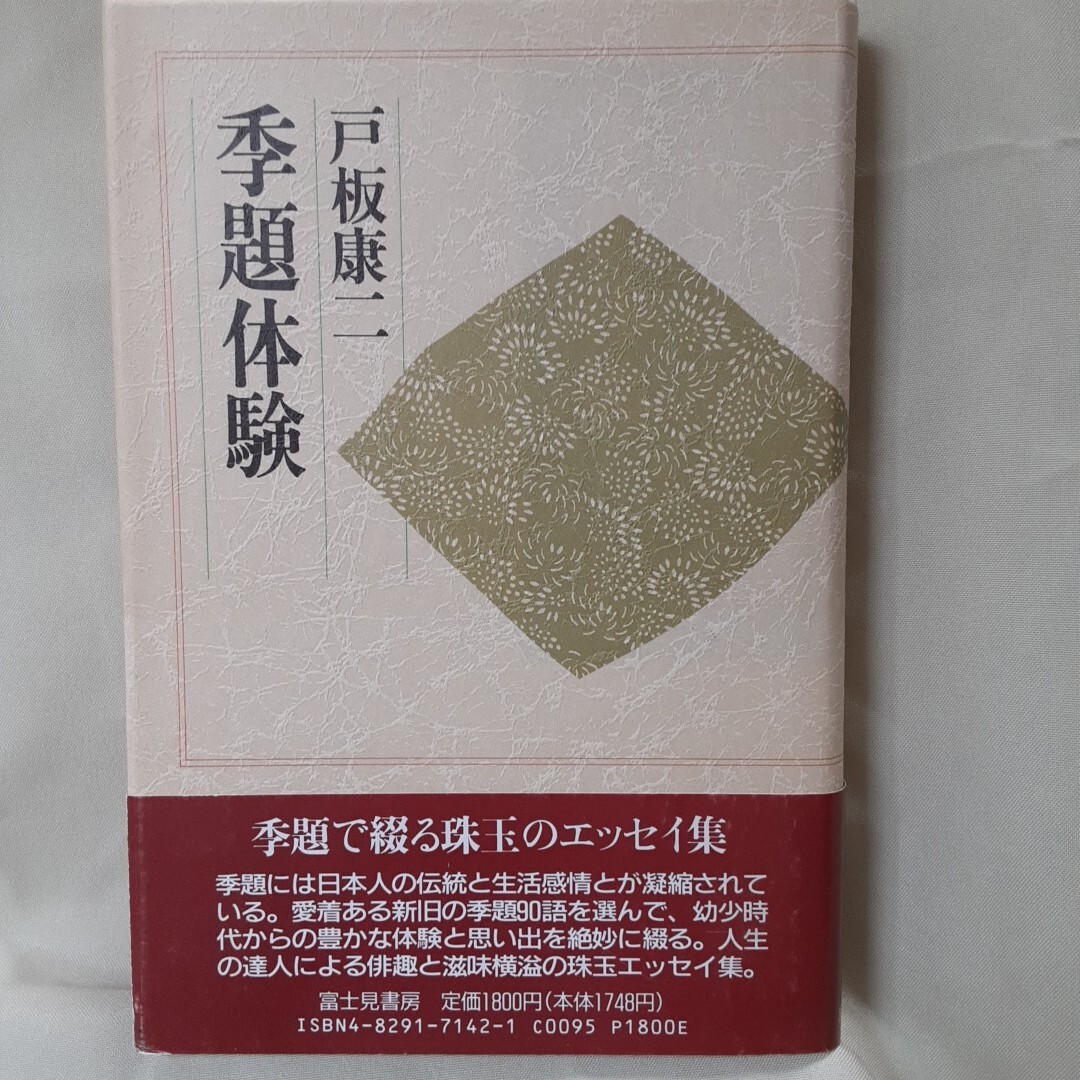 戸板康二
季題体験
季題で綴る珠玉のエッセイ集
季題には日本人の伝統と生活感情とが凝縮されて
いる。愛着ある新旧の季題90語を選んで、幼少時
代からの豊かな体験と思い出を絶妙に綴る。人生
の達人による俳趣と滋味横溢の珠玉エッセイ集。
富士見書房 定価1800円(本体1748円)
ISBN4-8291-7142-1 C0095 P1800E